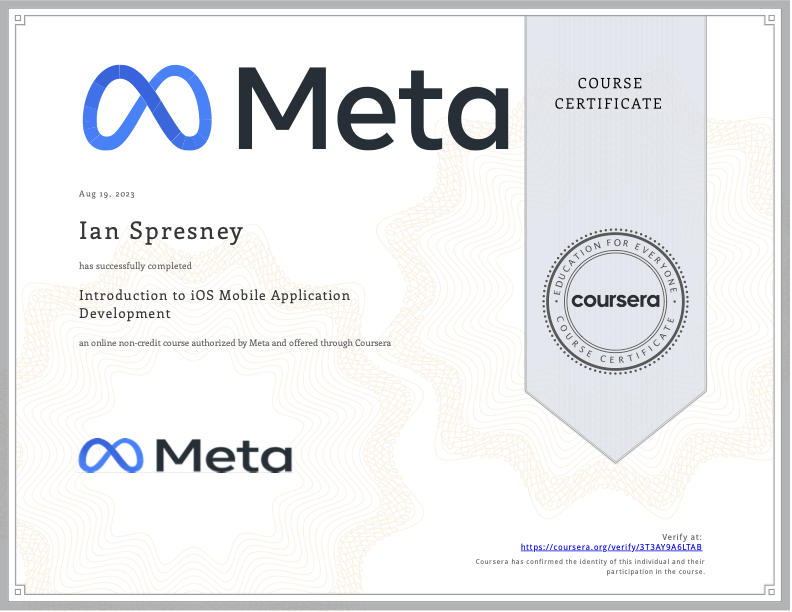 Meta
COURSE
CERTIFICATE
Aug 19, 2023
Ian Spresney
has successfully completed
Introduction to iOS Mobile Application
Development
an online non-credit course authorized by Meta and offered through Coursera
EDUCATION FOR EVERYONE
coursera
COURSE CERTIFICATE
Meta
Verify at:
https://coursera.org/verify/3T3AY9A6LTAB
Coursera has confirmed the identity of this individual and their
participation in the course.